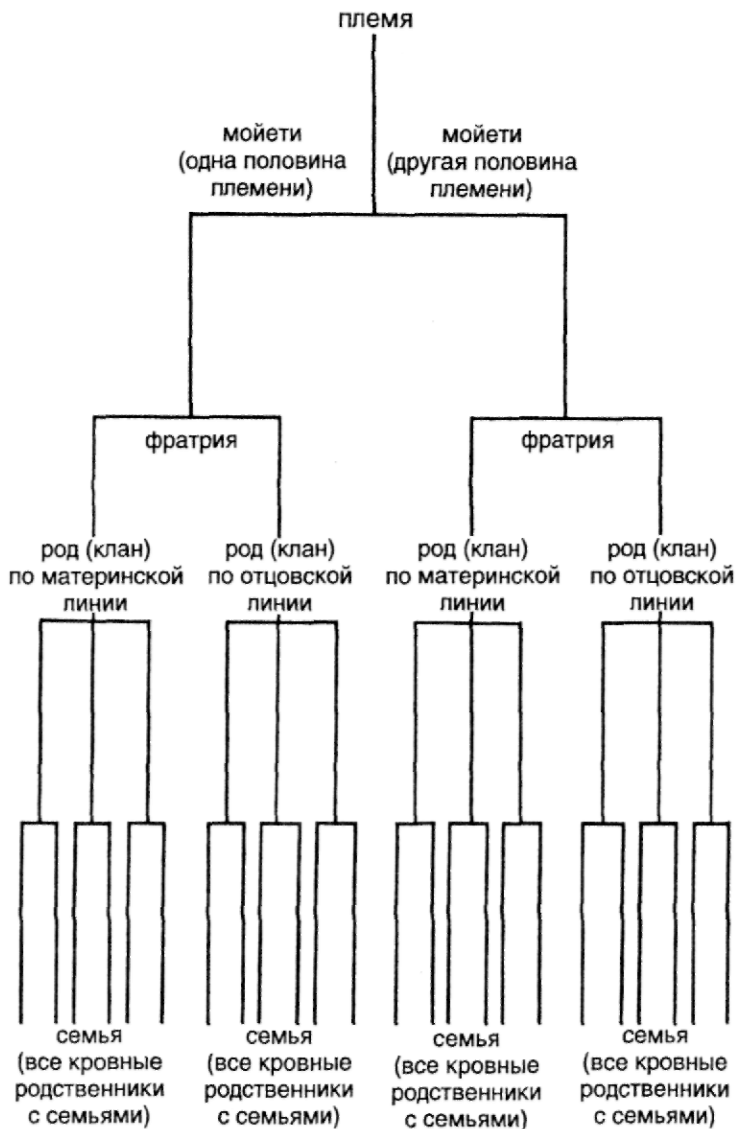 племя
мойети
(одна половина
племени)
мойети
(другая половина
племени)
фратрия
фратрия
род (клан)
по материнской
линии
род (клан)
по отцовской
линии
род (клан)
по материнской
линии
род (клан)
по отцовской
линии
семья
(все кровные
родственники
с семьями)
семья
(все кровные
родственники
с семьями)
семья
(все кровные
родственники
с семьями)
семья
(все кровные
родственники
с семьями)